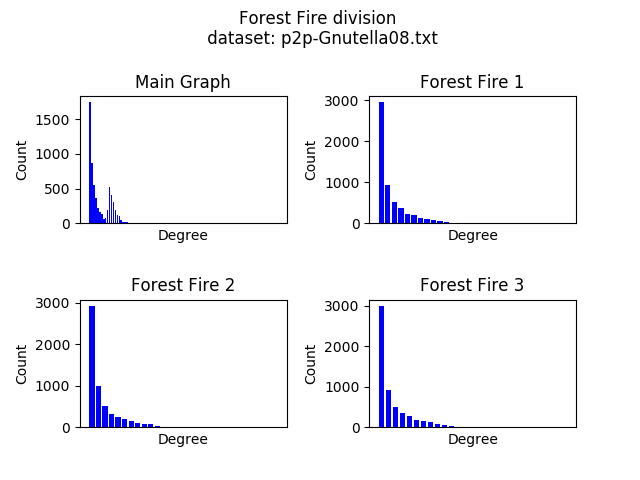 Forest Fire division
dataset: p2p-Gnutella08.txt
Main Graph
1500
1000
500
0
Count
Degree
Forest Fire 1
3000
2000
1000
0
Count
Degree
Forest Fire 2
3000
2000
1000
0
Count
Degree
Forest Fire 3
3000
2000
1000
0
Count
Degree